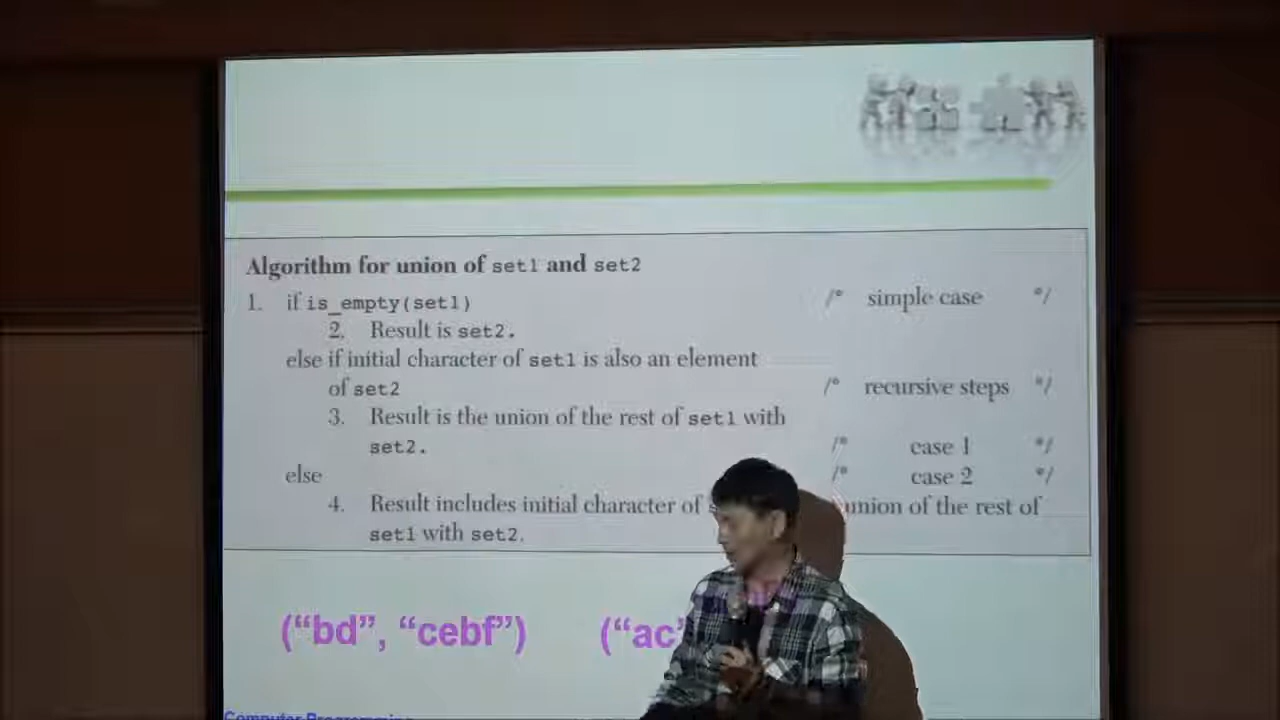 Algorithm for union of set1 and set2
1. if is_empty(set1) /* simple case */
2. Result is set2.
else if initial character of set1 is also an element
of set2 /* recursive steps */
3. Result is the union of the rest of set1 with
set2. /* case 1 */
else /* case 2 */
4. Result includes initial character of union of the rest of
set1 with set2.
("bd", "cebf") ("ac"
Computer Programming